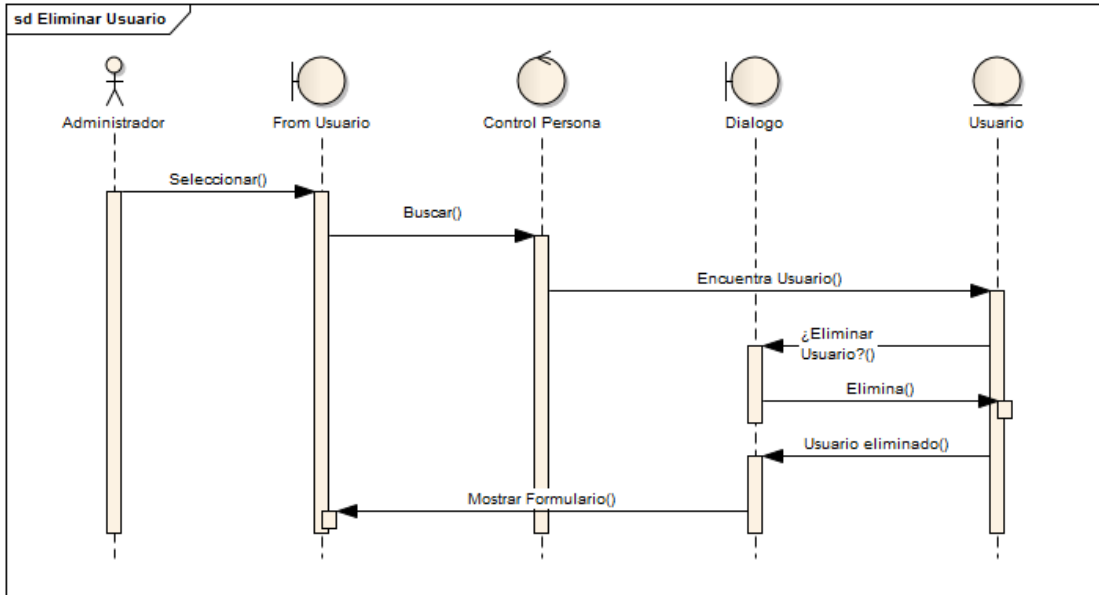 sd Eliminar Usuario
Administrador
From Usuario
Control Persona
Dialogo
Usuario
Seleccionar()
Buscar()
Encuentra Usuario()
¿Eliminar
Usuario?()
Elimina()
Usuario eliminado()
Mostrar Formulario()